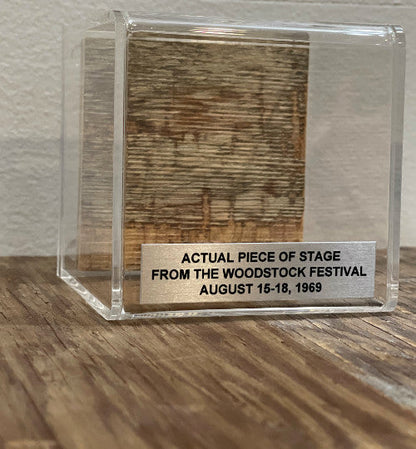 ACTUAL PIECE OF STAGE
FROM THE WOODSTOCK FESTIVAL
AUGUST 15-18, 1969